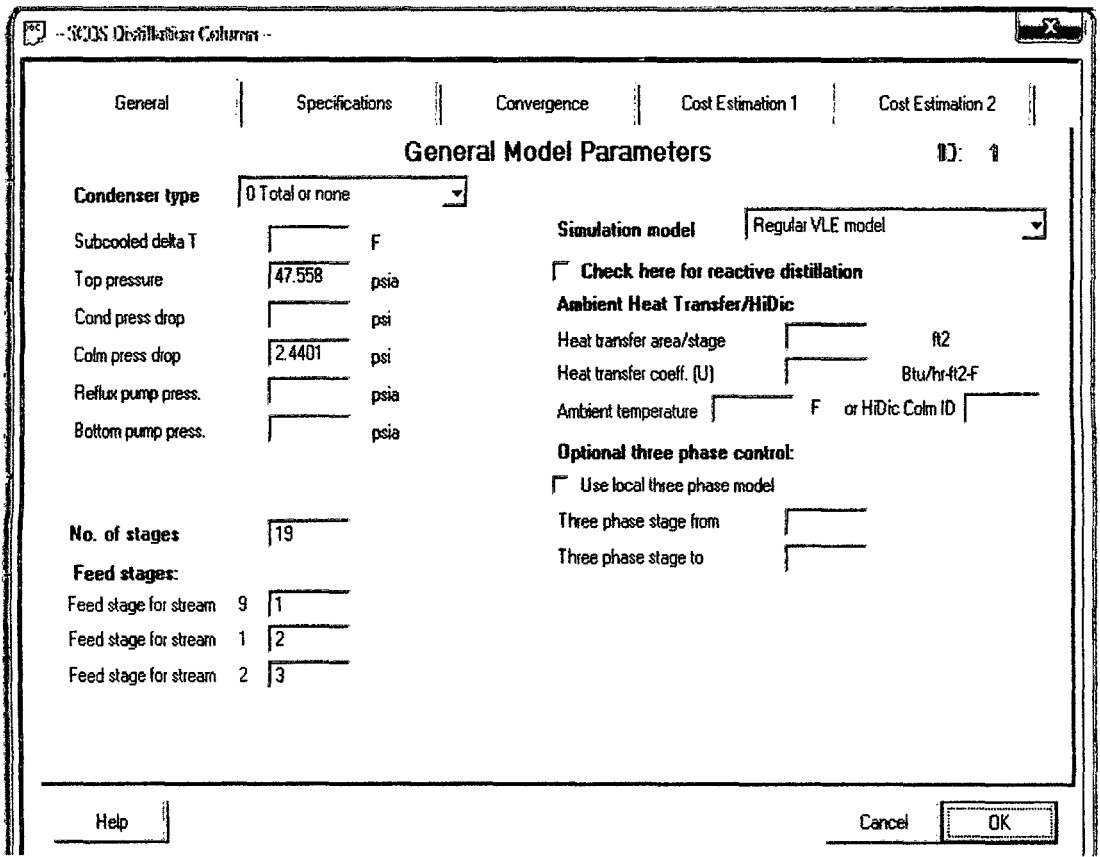 - SCDS Distillation Column -
General Specifications Convergence Cost Estimation 1 Cost Estimation 2
General Model Parameters ID: 1
Condenser type 0 Total or none
Simulation model Regular VLE model
Subcooled delta T F
Check here for reactive distillation
Top pressure 47.558 psia
Ambient Heat Transfer/HiDic
Cond press drop psi
Heat transfer area/stage ft2
Colm press drop 2.4401 psi
Heat transfer coeff. (U) Btu/hr-ft2-F
Reflux pump press. psia
Ambient temperature F or HiDic Colm ID
Bottom pump press. psia
Optional three phase control:
Use local three phase model
Three phase stage from
No. of stages 19
Three phase stage to
Feed stages:
Feed stage for stream 9 1
Feed stage for stream 1 2
Feed stage for stream 2 3
Help Cancel OK